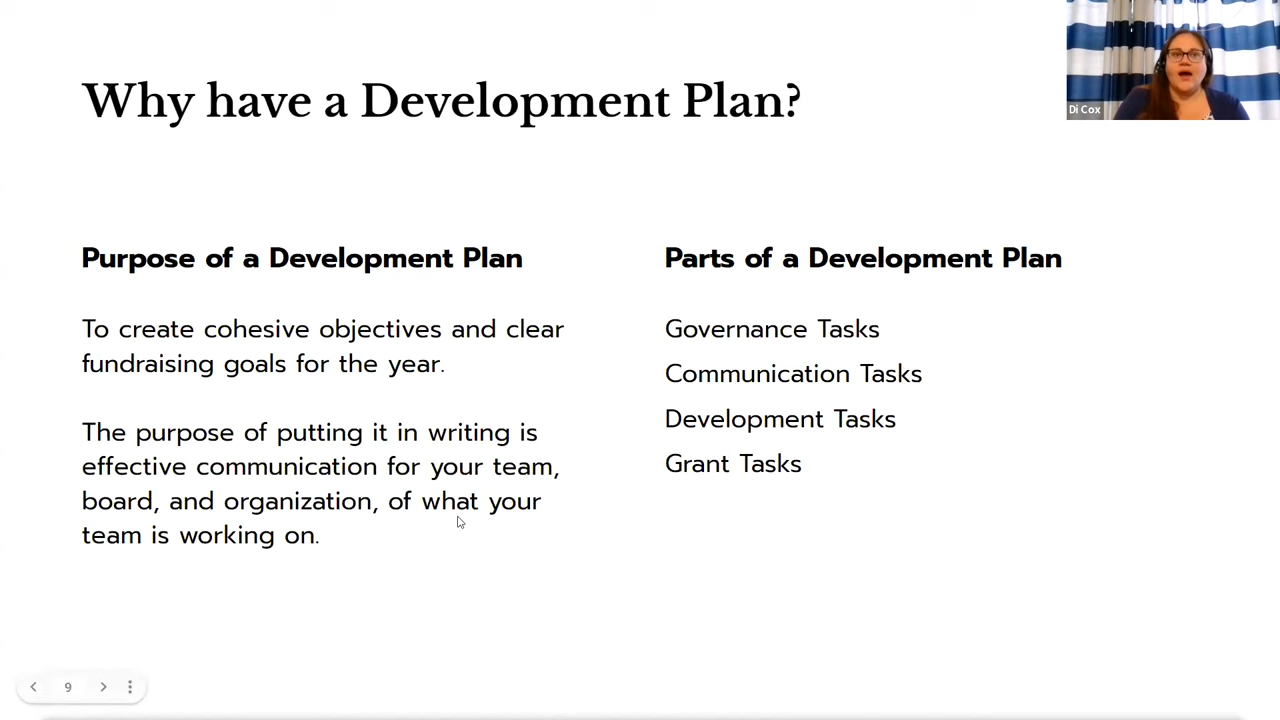 Why have a Development Plan?
Di Cox
Purpose of a Development Plan
To create cohesive objectives and clear
fundraising goals for the year.
The purpose of putting it in writing is
effective communication for your team,
board, and organization, of what your
team is working on.
Parts of a Development Plan
Governance Tasks
Communication Tasks
Development Tasks
Grant Tasks
9